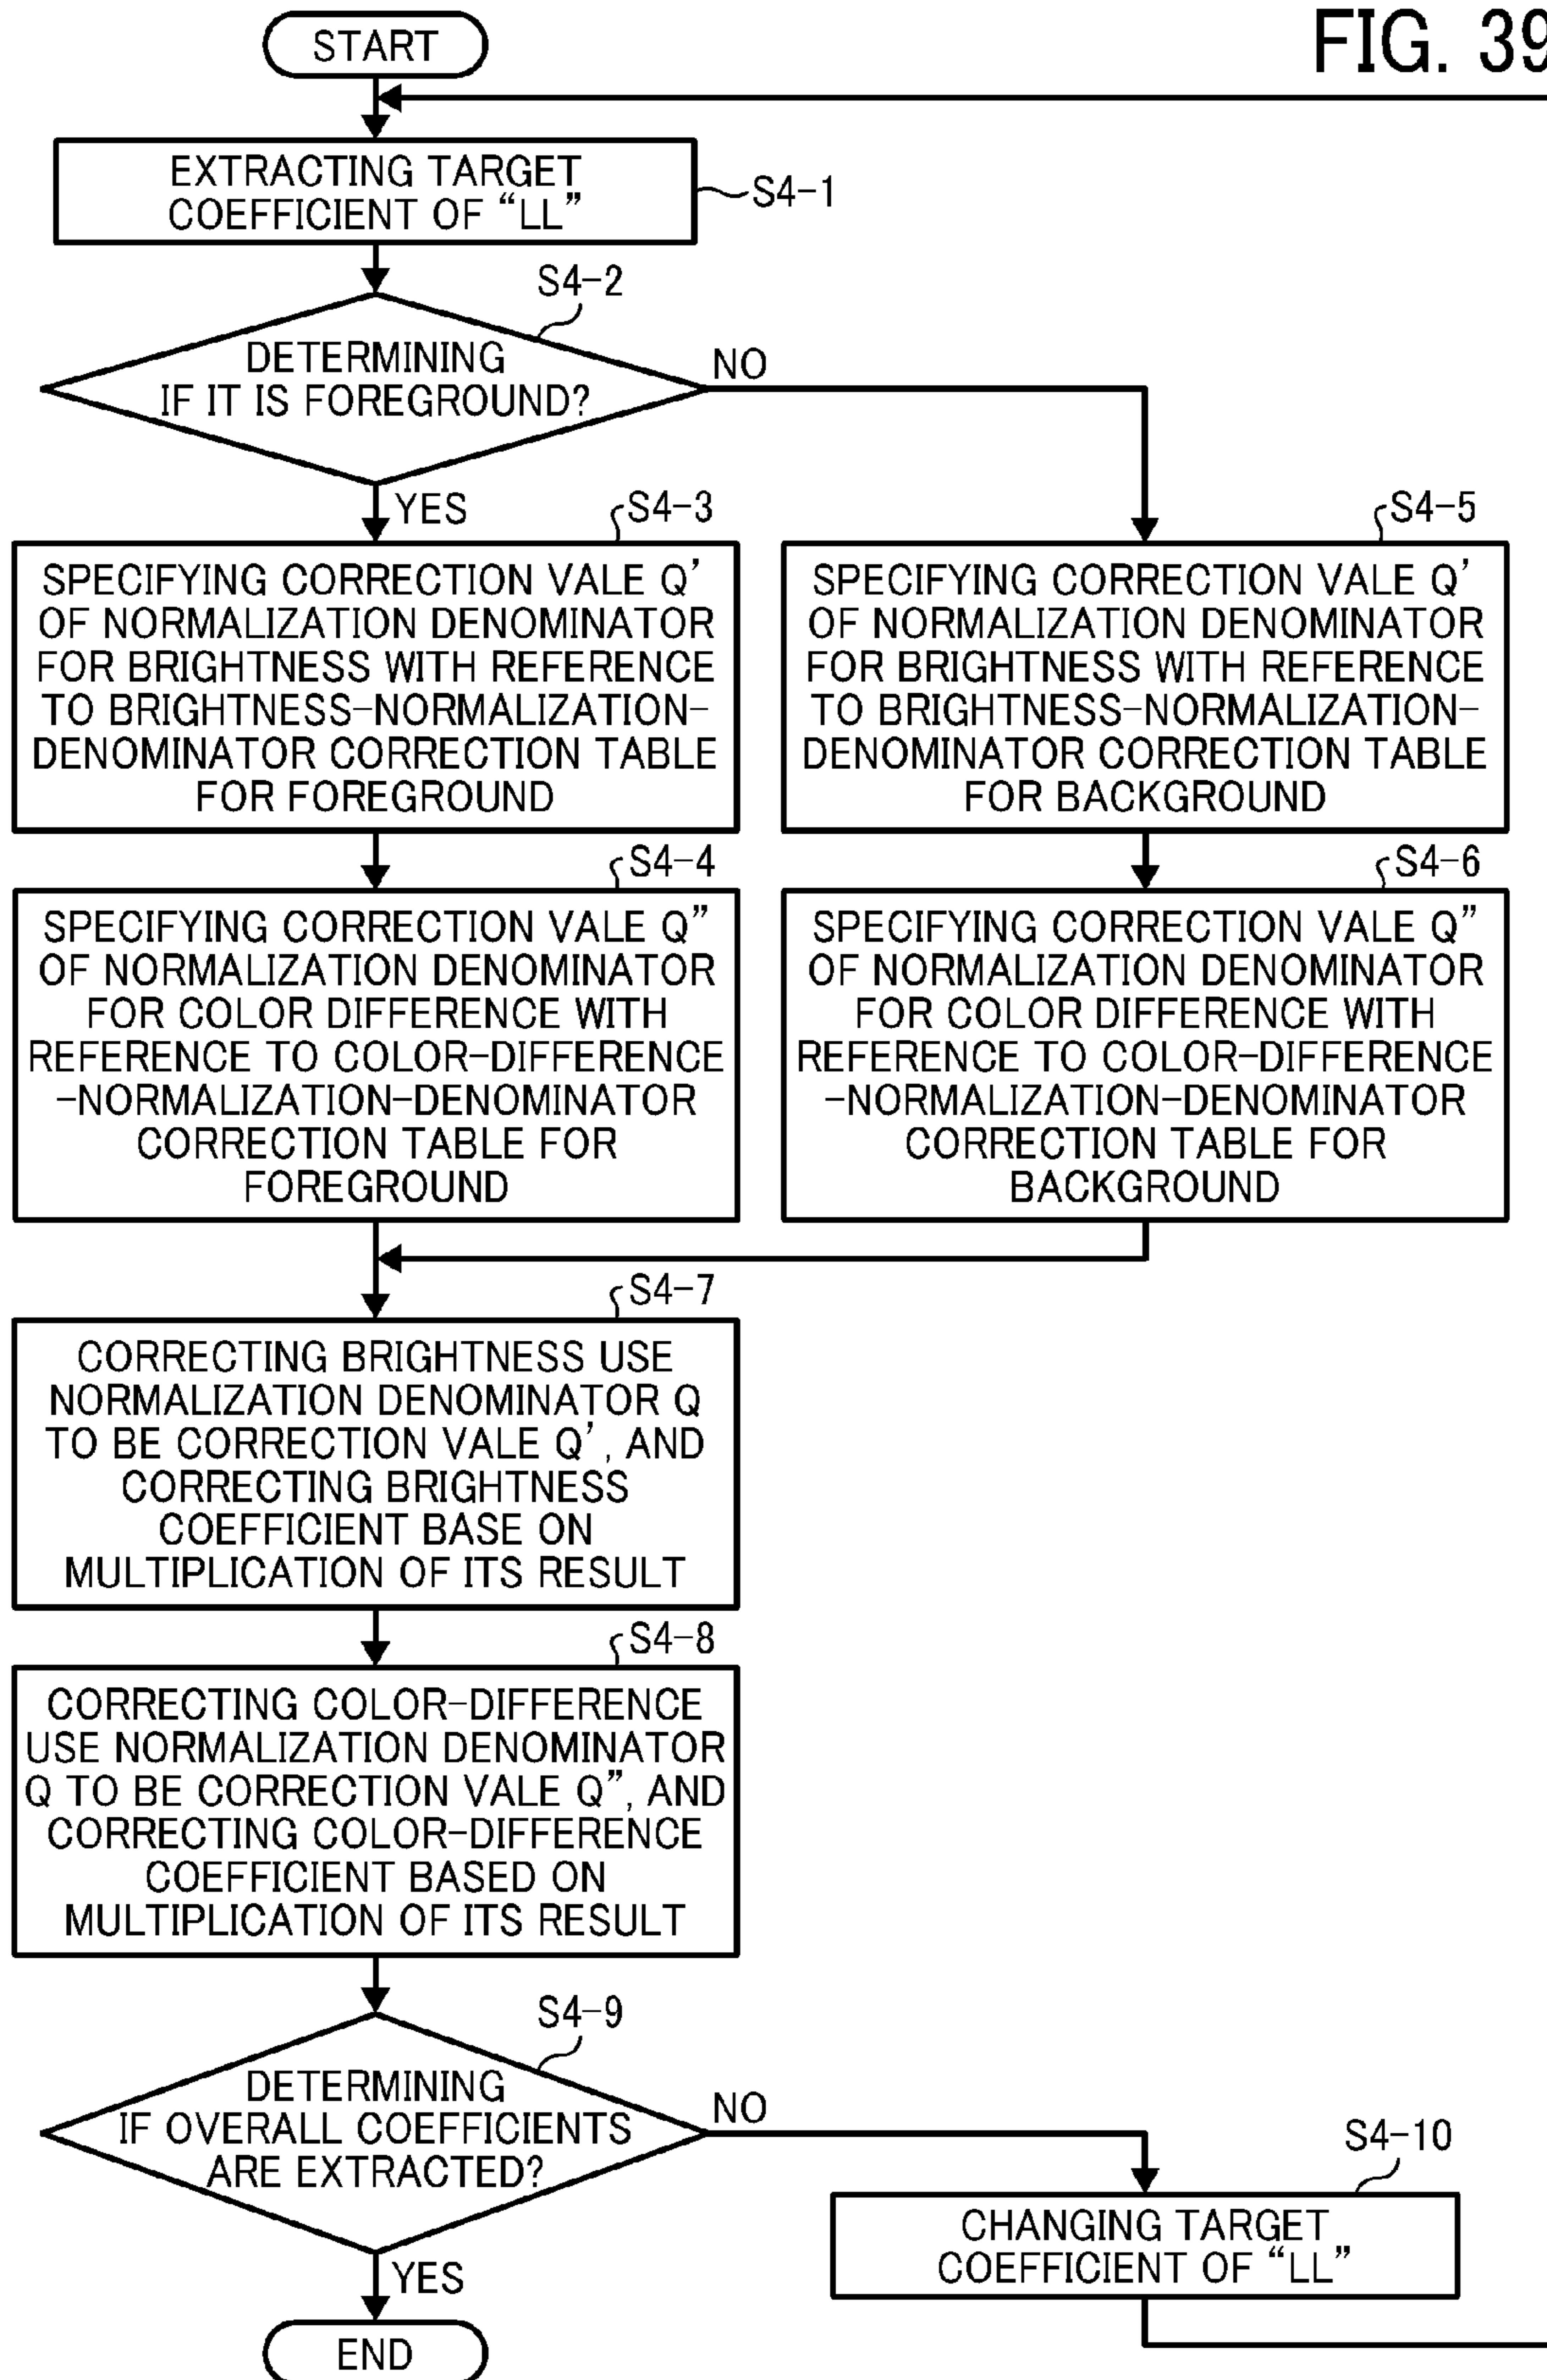 FIG. 39
START
EXTRACTING TARGET
COEFFICIENT OF “LL”
S4-1
S4-2
DETERMINING
IF IT IS FOREGROUND?
NO
YES
S4-3
SPECIFYING CORRECTION VALE Q'
OF NORMALIZATION DENOMINATOR
FOR BRIGHTNESS WITH REFERENCE
TO BRIGHTNESS-NORMALIZATION-
DENOMINATOR CORRECTION TABLE
FOR FOREGROUND
S4-5
SPECIFYING CORRECTION VALE Q'
OF NORMALIZATION DENOMINATOR
FOR BRIGHTNESS WITH REFERENCE
TO BRIGHTNESS-NORMALIZATION-
DENOMINATOR CORRECTION TABLE
FOR BACKGROUND
S4-4
SPECIFYING CORRECTION VALE Q”
OF NORMALIZATION DENOMINATOR
FOR COLOR DIFFERENCE WITH
REFERENCE TO COLOR-DIFFERENCE
-NORMALIZATION-DENOMINATOR
CORRECTION TABLE FOR
FOREGROUND
S4-6
SPECIFYING CORRECTION VALE Q”
OF NORMALIZATION DENOMINATOR
FOR COLOR DIFFERENCE WITH
REFERENCE TO COLOR-DIFFERENCE
-NORMALIZATION-DENOMINATOR
CORRECTION TABLE FOR
BACKGROUND
S4-7
CORRECTING BRIGHTNESS USE
NORMALIZATION DENOMINATOR Q
TO BE CORRECTION VALE Q', AND
CORRECTING BRIGHTNESS
COEFFICIENT BASE ON
MULTIPLICATION OF ITS RESULT
S4-8
CORRECTING COLOR-DIFFERENCE
USE NORMALIZATION DENOMINATOR
Q TO BE CORRECTION VALE Q”, AND
CORRECTING COLOR-DIFFERENCE
COEFFICIENT BASED ON
MULTIPLICATION OF ITS RESULT
S4-9
DETERMINING
IF OVERALL COEFFICIENTS
ARE EXTRACTED?
NO
YES
S4-10
CHANGING TARGET
COEFFICIENT OF “LL”
END